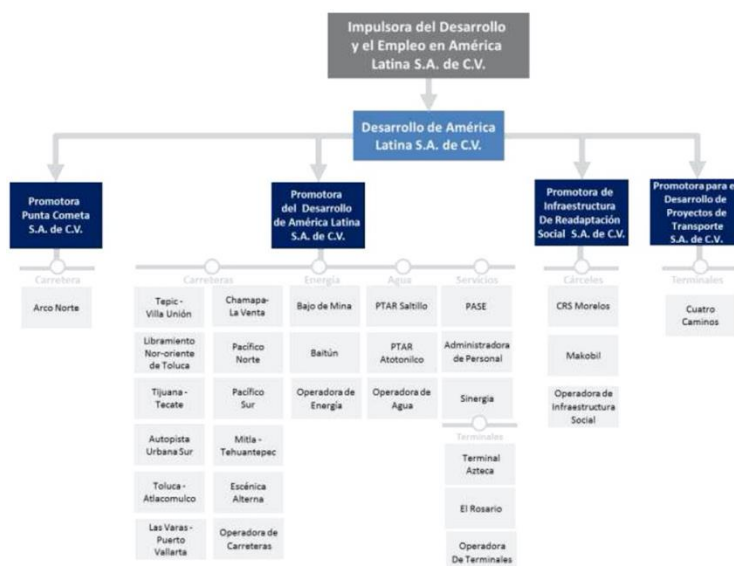 Impulsora del Desarrollo
y el Empleo en América
Latina S.A. de C.V.
Desarrollo de América
Latina S.A. de C.V.
Promotora
Punta Cometa
S.A. de C.V.
Carretera
Arco Norte
Promotora
del Desarrollo
de América Latina
S.A. de C.V.
Carreteras
Tepic -
Villa Unión
Libramiento
Nor-oriente
de Toluca
Tijuana -
Tecate
Autopista
Urbana Sur
Toluca -
Atlacomulco
Las Varas -
Puerto
Vallarta
Chamapa-
La Venta
Pacífico
Norte
Pacífico
Sur
Mitla -
Tehuantepec
Escénica
Alterna
Operadora de
Carreteras
Energía
Bajo de Mina
Baitún
Operadora de
Energía
Agua
PTAR Saltillo
PTAR
Atotonilco
Operadora de
Agua
Servicios
PASE
Administradora
de Personal
Sinergia
Terminales
Terminal
Azteca
El Rosario
Operadora
De Terminales
Promotora de
Infraestructura
De Readaptación
Social S.A. de C.V.
Cárceles
CRS Morelos
Makobil
Operadora de
Infraestructura
Social
Promotora para el
Desarrollo de
Proyectos de
Transporte
S.A. de C.V.
Terminales
Cuatro
Caminos